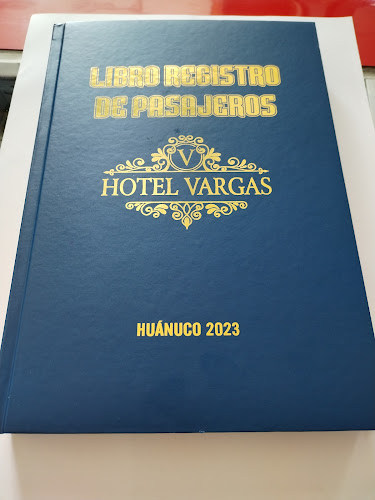 LIBRO REGISTRO
DE PASAJEROS
V
HOTEL VARGAS
HUÁNUCO 2023